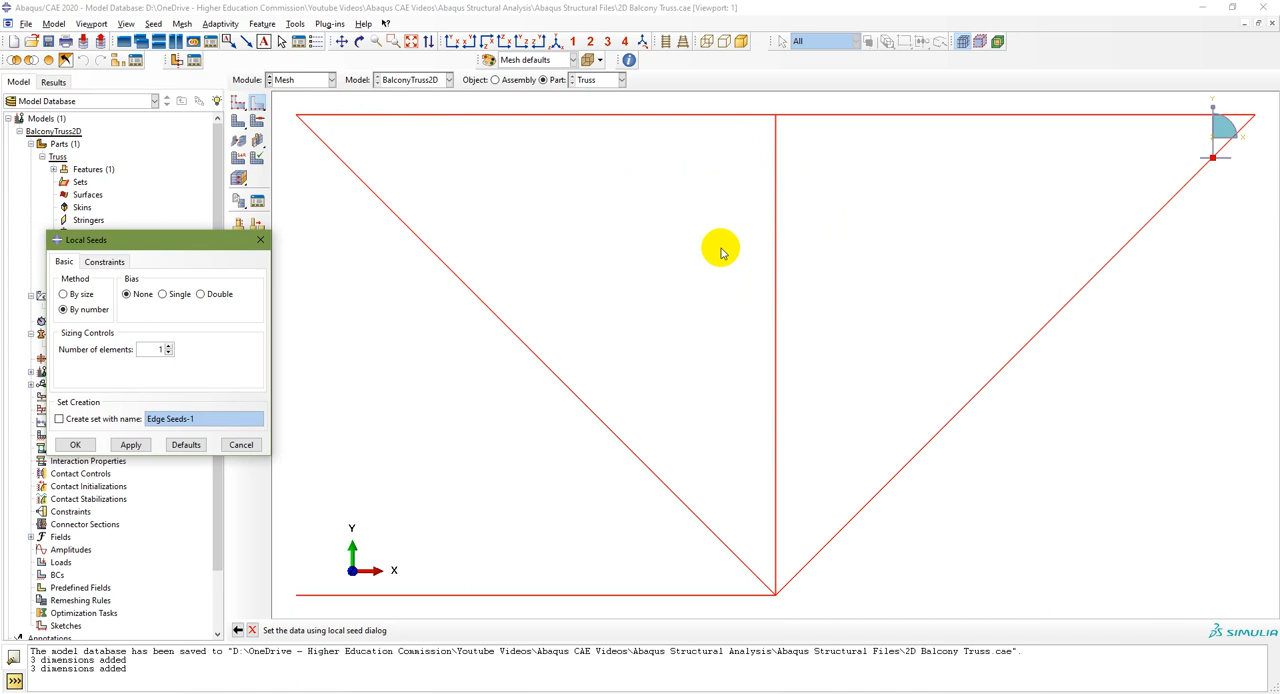 Abaqus/CAE 2020 - Model Database: D:\OneDrive - Higher Education Commission\Youtube Videos\Abaqus CAE Videos\Abaqus Structural Analysis\Abaqus Structural Files\2D Balcony Truss.cae [Viewport: 1]
File Model Viewport View Seed Mesh Adaptivity Feature Tools Plug-ins Help
1 2 3 4 All
Mesh defaults
Model Results Module: Mesh Model: BalconyTruss2D Object: Assembly Part: Truss
Model Database
Models (1)
BalconyTruss2D
Parts (1)
Truss
Features (1)
Sets
Surfaces
Skins
Stringers
Local Seeds
Basic Constraints
Method Bias
By size None Single Double
By number
Sizing Controls
Number of elements: 1
Set Creation
Create set with name: Edge Seeds-1
OK Apply Defaults Cancel
Interaction Properties
Contact Controls
Contact Initializations
Contact Stabilizations
Constraints
Connector Sections
Fields
Amplitudes
Loads
BCs
Predefined Fields
Remeshing Rules
Optimization Tasks
Sketches
Annotations
Y
X
Y
X
Set the data using local seed dialog
SIMULIA
The model database has been saved to "D:\OneDrive - Higher Education Commission\Youtube Videos\Abaqus CAE Videos\Abaqus Structural Analysis\Abaqus Structural Files\2D Balcony Truss.cae".
3 dimensions added
3 dimensions added